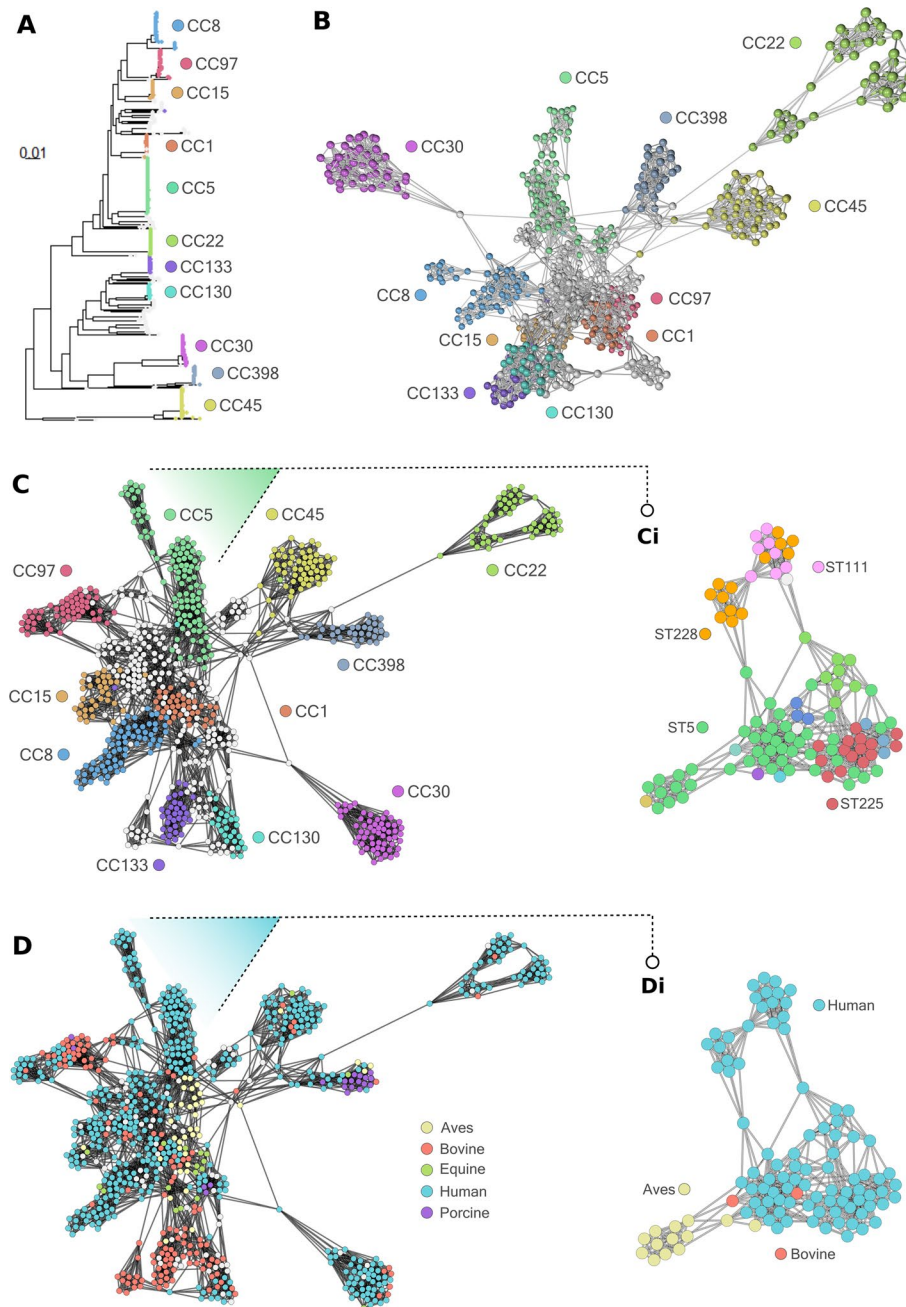 A
CC8
CC97
CC15
0.01
CC1
CC5
CC22
CC133
CC130
CC30
CC398
CC45
B
CC22
CC5
CC398
CC30
CC45
CC8
CC97
CC15
CC1
CC133
CC130
C
CC5
CC45
CC97
CC22
CC398
CC15
CC1
CC8
CC30
CC130
CC133
Ci
ST111
ST228
ST5
ST225
D
Aves
Bovine
Equine
Human
Porcine
Di
Human
Aves
Bovine